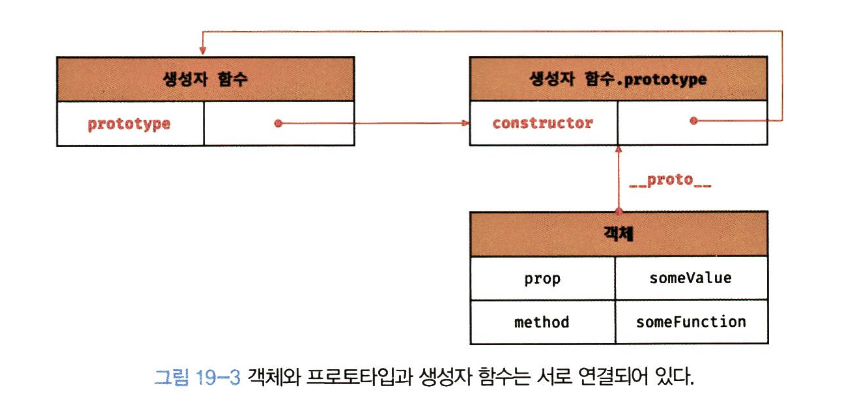 생성자 함수
prototype
생성자 함수.prototype
constructor
__proto__
객체
prop someValue
method someFunction
그림 19-3 객체와 프로토타입과 생성자 함수는 서로 연결되어 있다.